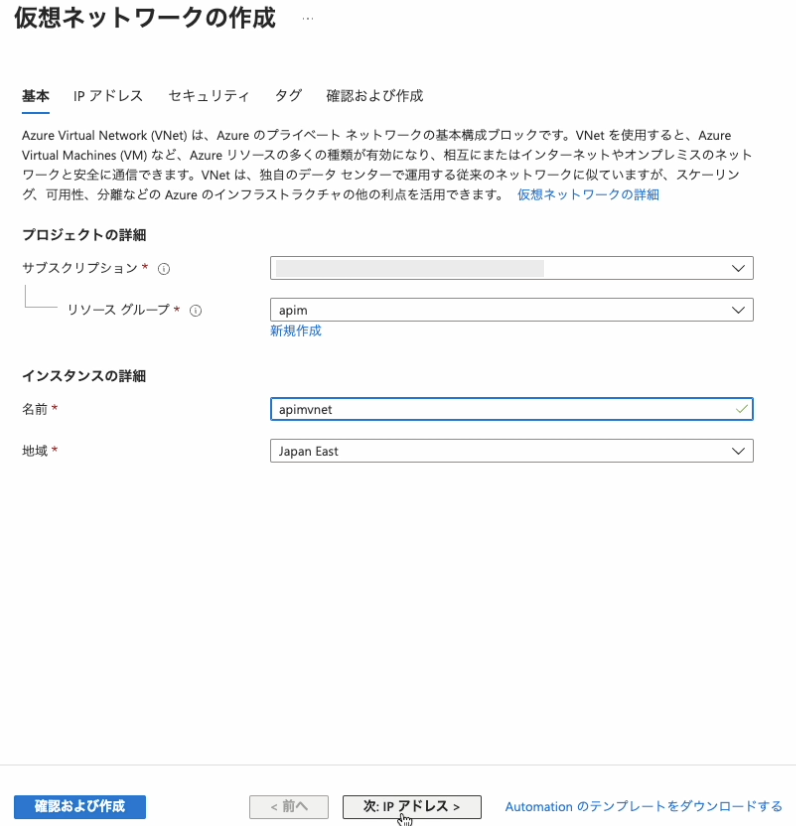 仮想ネットワークの作成 ...
基本 IP アドレス セキュリティ タグ 確認および作成
Azure Virtual Network (VNet) は、Azure のプライベート ネットワークの基本構成ブロックです。VNet を使用すると、Azure
Virtual Machines (VM) など、Azure リソースの多くの種類が有効になり、相互にまたはインターネットやオンプレミスのネット
ワークと安全に通信できます。VNet は、独自のデータ センターで運用する従来のネットワークに似ていますが、スケーリン
グ、可用性、分離などの Azure のインフラストラクチャの他の利点を活用できます。 仮想ネットワークの詳細
プロジェクトの詳細
サブスクリプション *
リソース グループ * apim
新規作成
インスタンスの詳細
名前 * apimvnet
地域 * Japan East
確認および作成 < 前へ 次: IP アドレス > Automation のテンプレートをダウンロードする